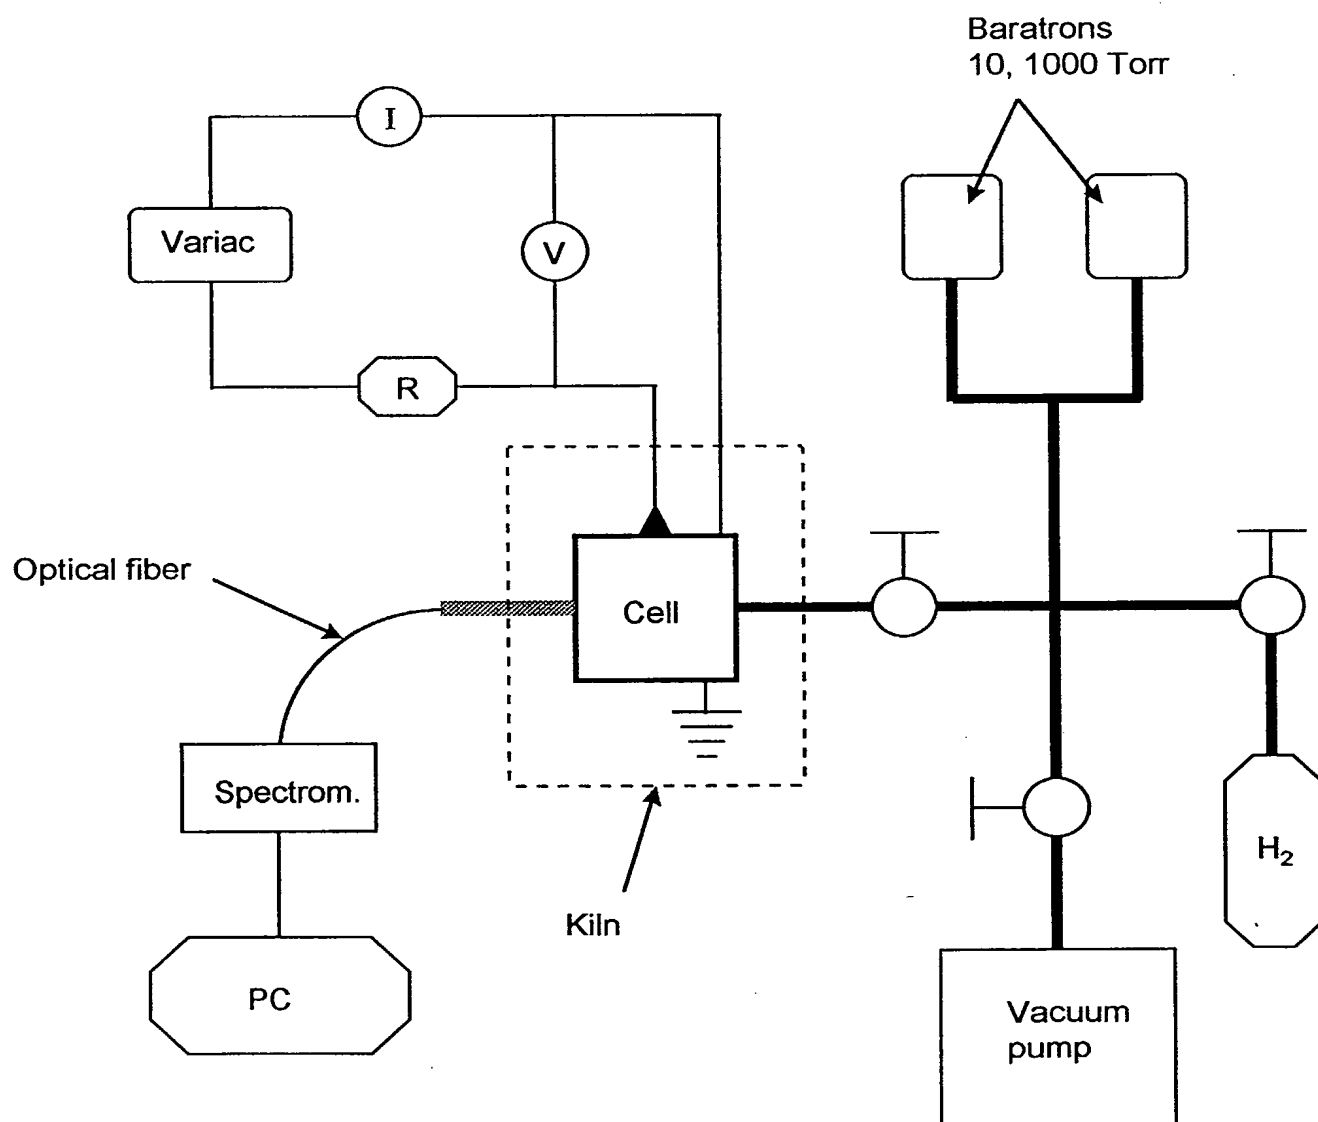 Baratrons
10, 1000 Torr
I
Variac
V
R
Optical fiber
Cell
Spectrom.
H₂
Kiln
PC
Vacuum
pump